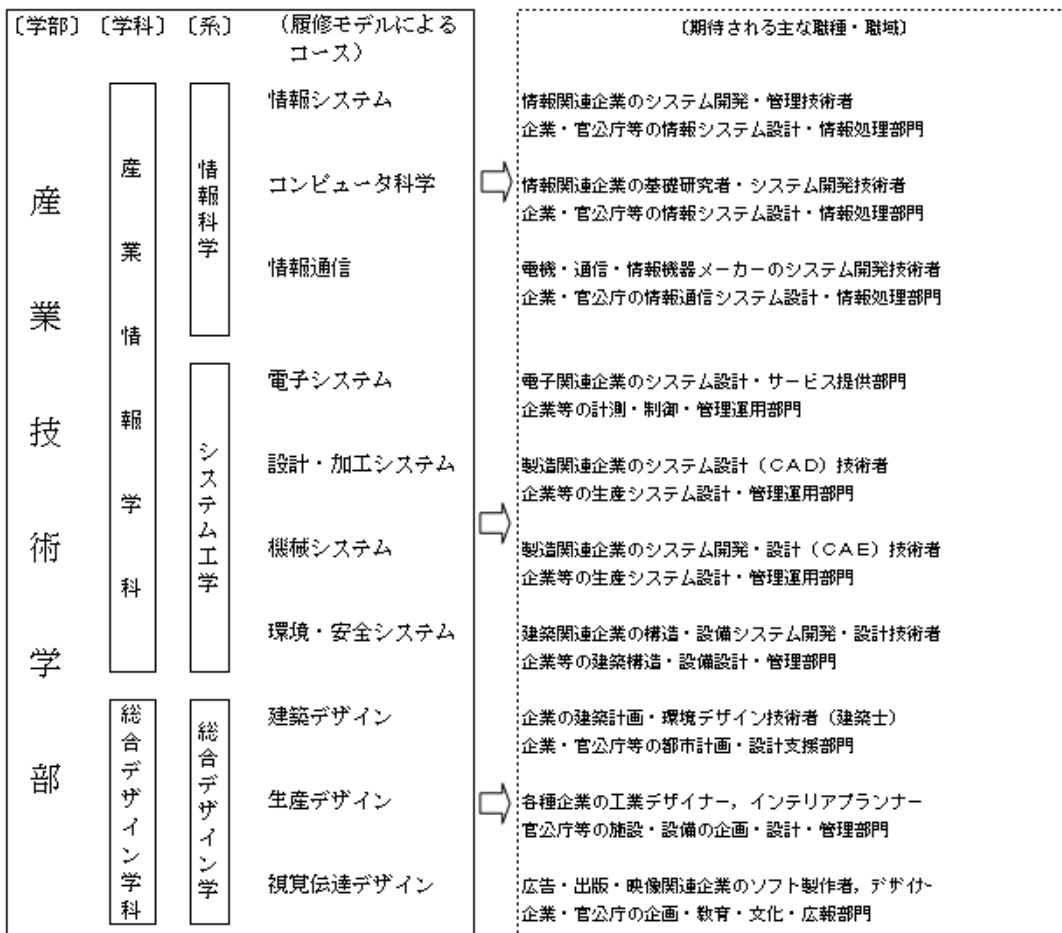 〔学部〕 〔学科〕 〔系〕 （履修モデルによる
コース）
〔期待される主な職種・職域〕
産業技術学部
産業情報学科
情報科学
情報システム
情報関連企業のシステム開発・管理技術者
企業・官公庁等の情報システム設計・情報処理部門
コンピュータ科学
情報関連企業の基礎研究者・システム開発技術者
企業・官公庁等の情報システム設計・情報処理部門
情報通信
電機・通信・情報機器メーカーのシステム開発技術者
企業・官公庁の情報通信システム設計・情報処理部門
システム工学
電子システム
電子関連企業のシステム設計・サービス提供部門
企業等の計測・制御・管理運用部門
設計・加工システム
製造関連企業のシステム設計（ＣＡＤ）技術者
企業等の生産システム設計・管理運用部門
機械システム
製造関連企業のシステム開発・設計（ＣＡＥ）技術者
企業等の生産システム設計・管理運用部門
環境・安全システム
建築関連企業の構造・設備システム開発・設計技術者
企業等の建築構造・設備設計・管理部門
総合デザイン学科
総合デザイン学
建築デザイン
企業の建築計画・環境デザイン技術者（建築士）
企業・官公庁等の都市計画・設計支援部門
生産デザイン
各種企業の工業デザイナー，インテリアプランナー
官公庁等の施設・設備の企画・設計・管理部門
視覚伝達デザイン
広告・出版・映像関連企業のソフト製作者，ﾃﾞｻﾞｲﾅｰ
企業・官公庁の企画・教育・文化・広報部門